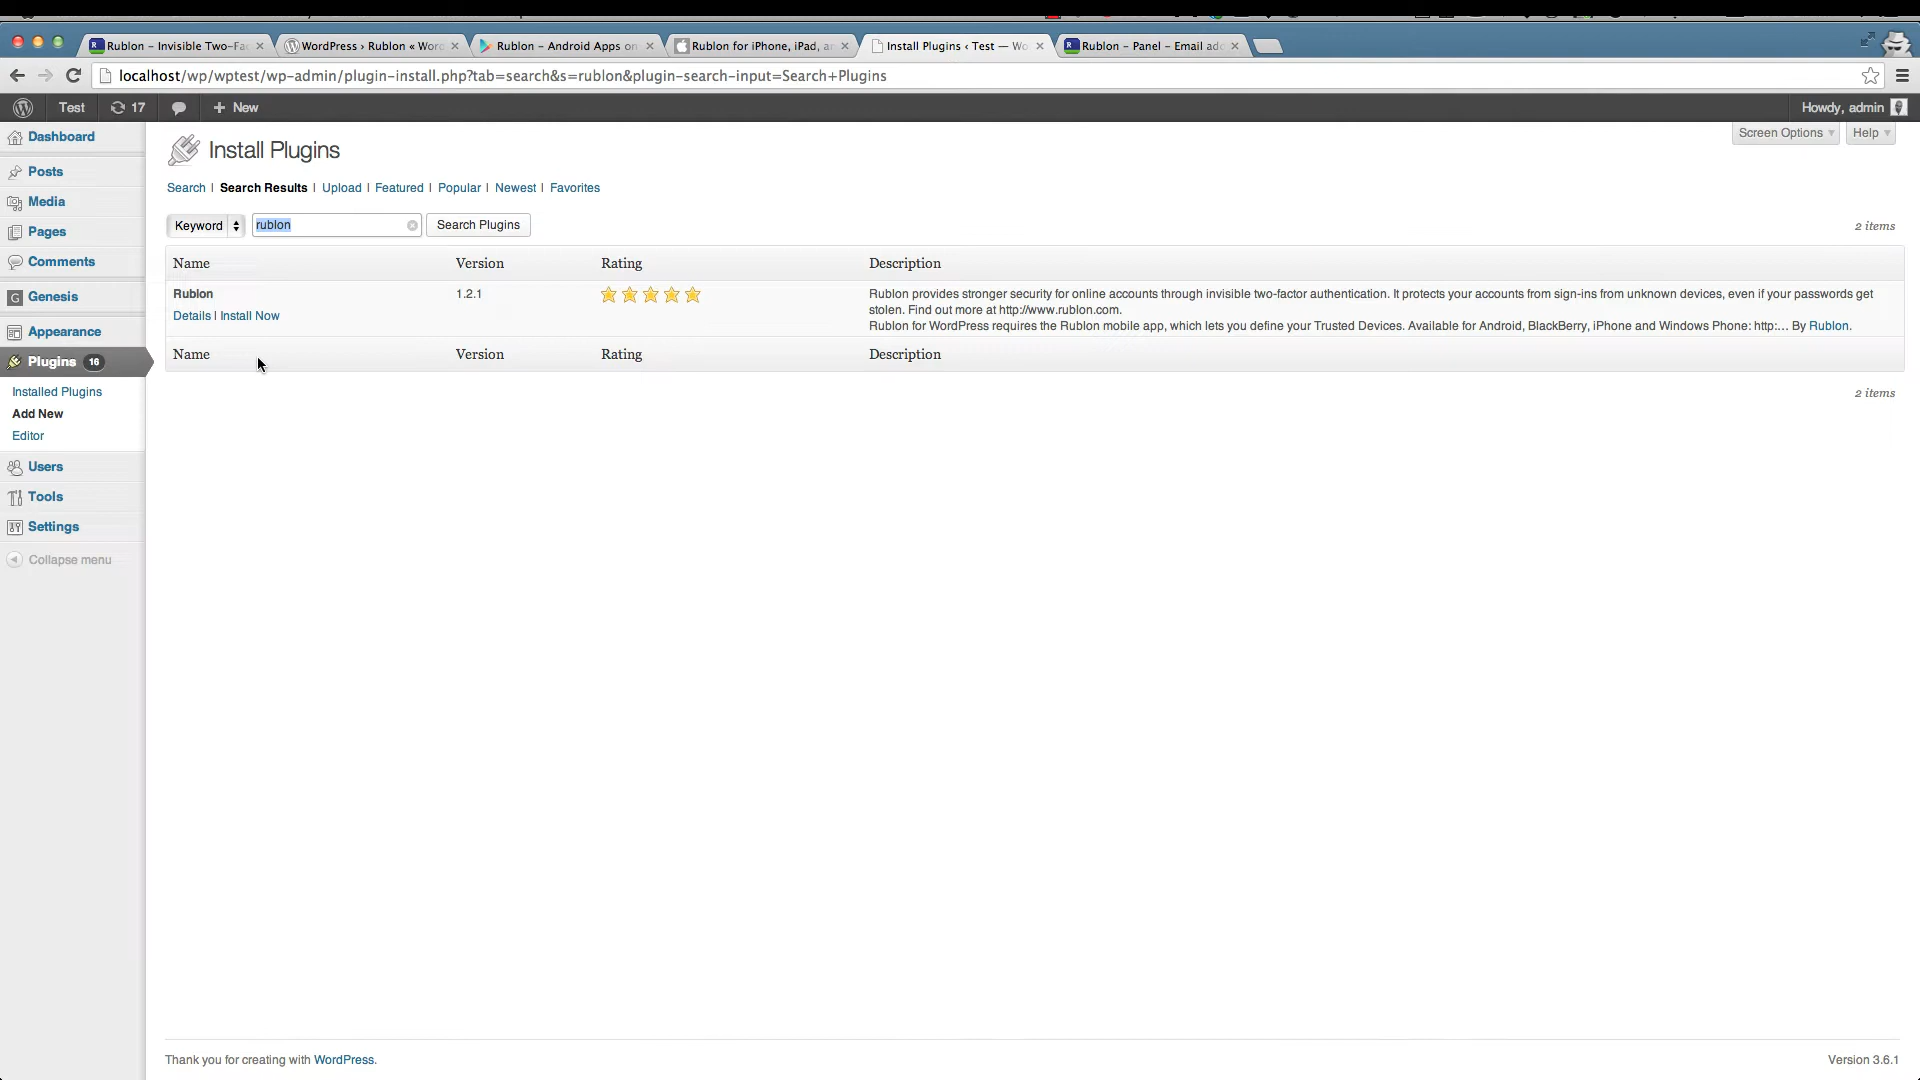 Rublon – Invisible Two-Fa
WordPress › Rublon « Wor
Rublon – Android Apps on
Rublon for iPhone, iPad, a
Install Plugins ‹ Test — Wo
Rublon – Panel – Email ad
localhost/wp/wptest/wp-admin/plugin-install.php?tab=search&s=rublon&plugin-search-input=Search+Plugins
Test 17 + New Howdy, admin
Screen Options Help
Dashboard
Posts
Media
Pages
Comments
G Genesis
Appearance
Plugins 16
Installed Plugins
Add New
Editor
Users
Tools
Settings
Collapse menu
Install Plugins
Search | Search Results | Upload | Featured | Popular | Newest | Favorites
Keyword rublon Search Plugins 2 items
Name Version Rating Description
Rublon 1.2.1 Rublon provides stronger security for online accounts through invisible two-factor authentication. It protects your accounts from sign-ins from unknown devices, even if your passwords get
stolen. Find out more at http://www.rublon.com.
Details | Install Now
Rublon for WordPress requires the Rublon mobile app, which lets you define your Trusted Devices. Available for Android, BlackBerry, iPhone and Windows Phone: http:... By Rublon.
Name Version Rating Description
2 items
Thank you for creating with WordPress. Version 3.6.1